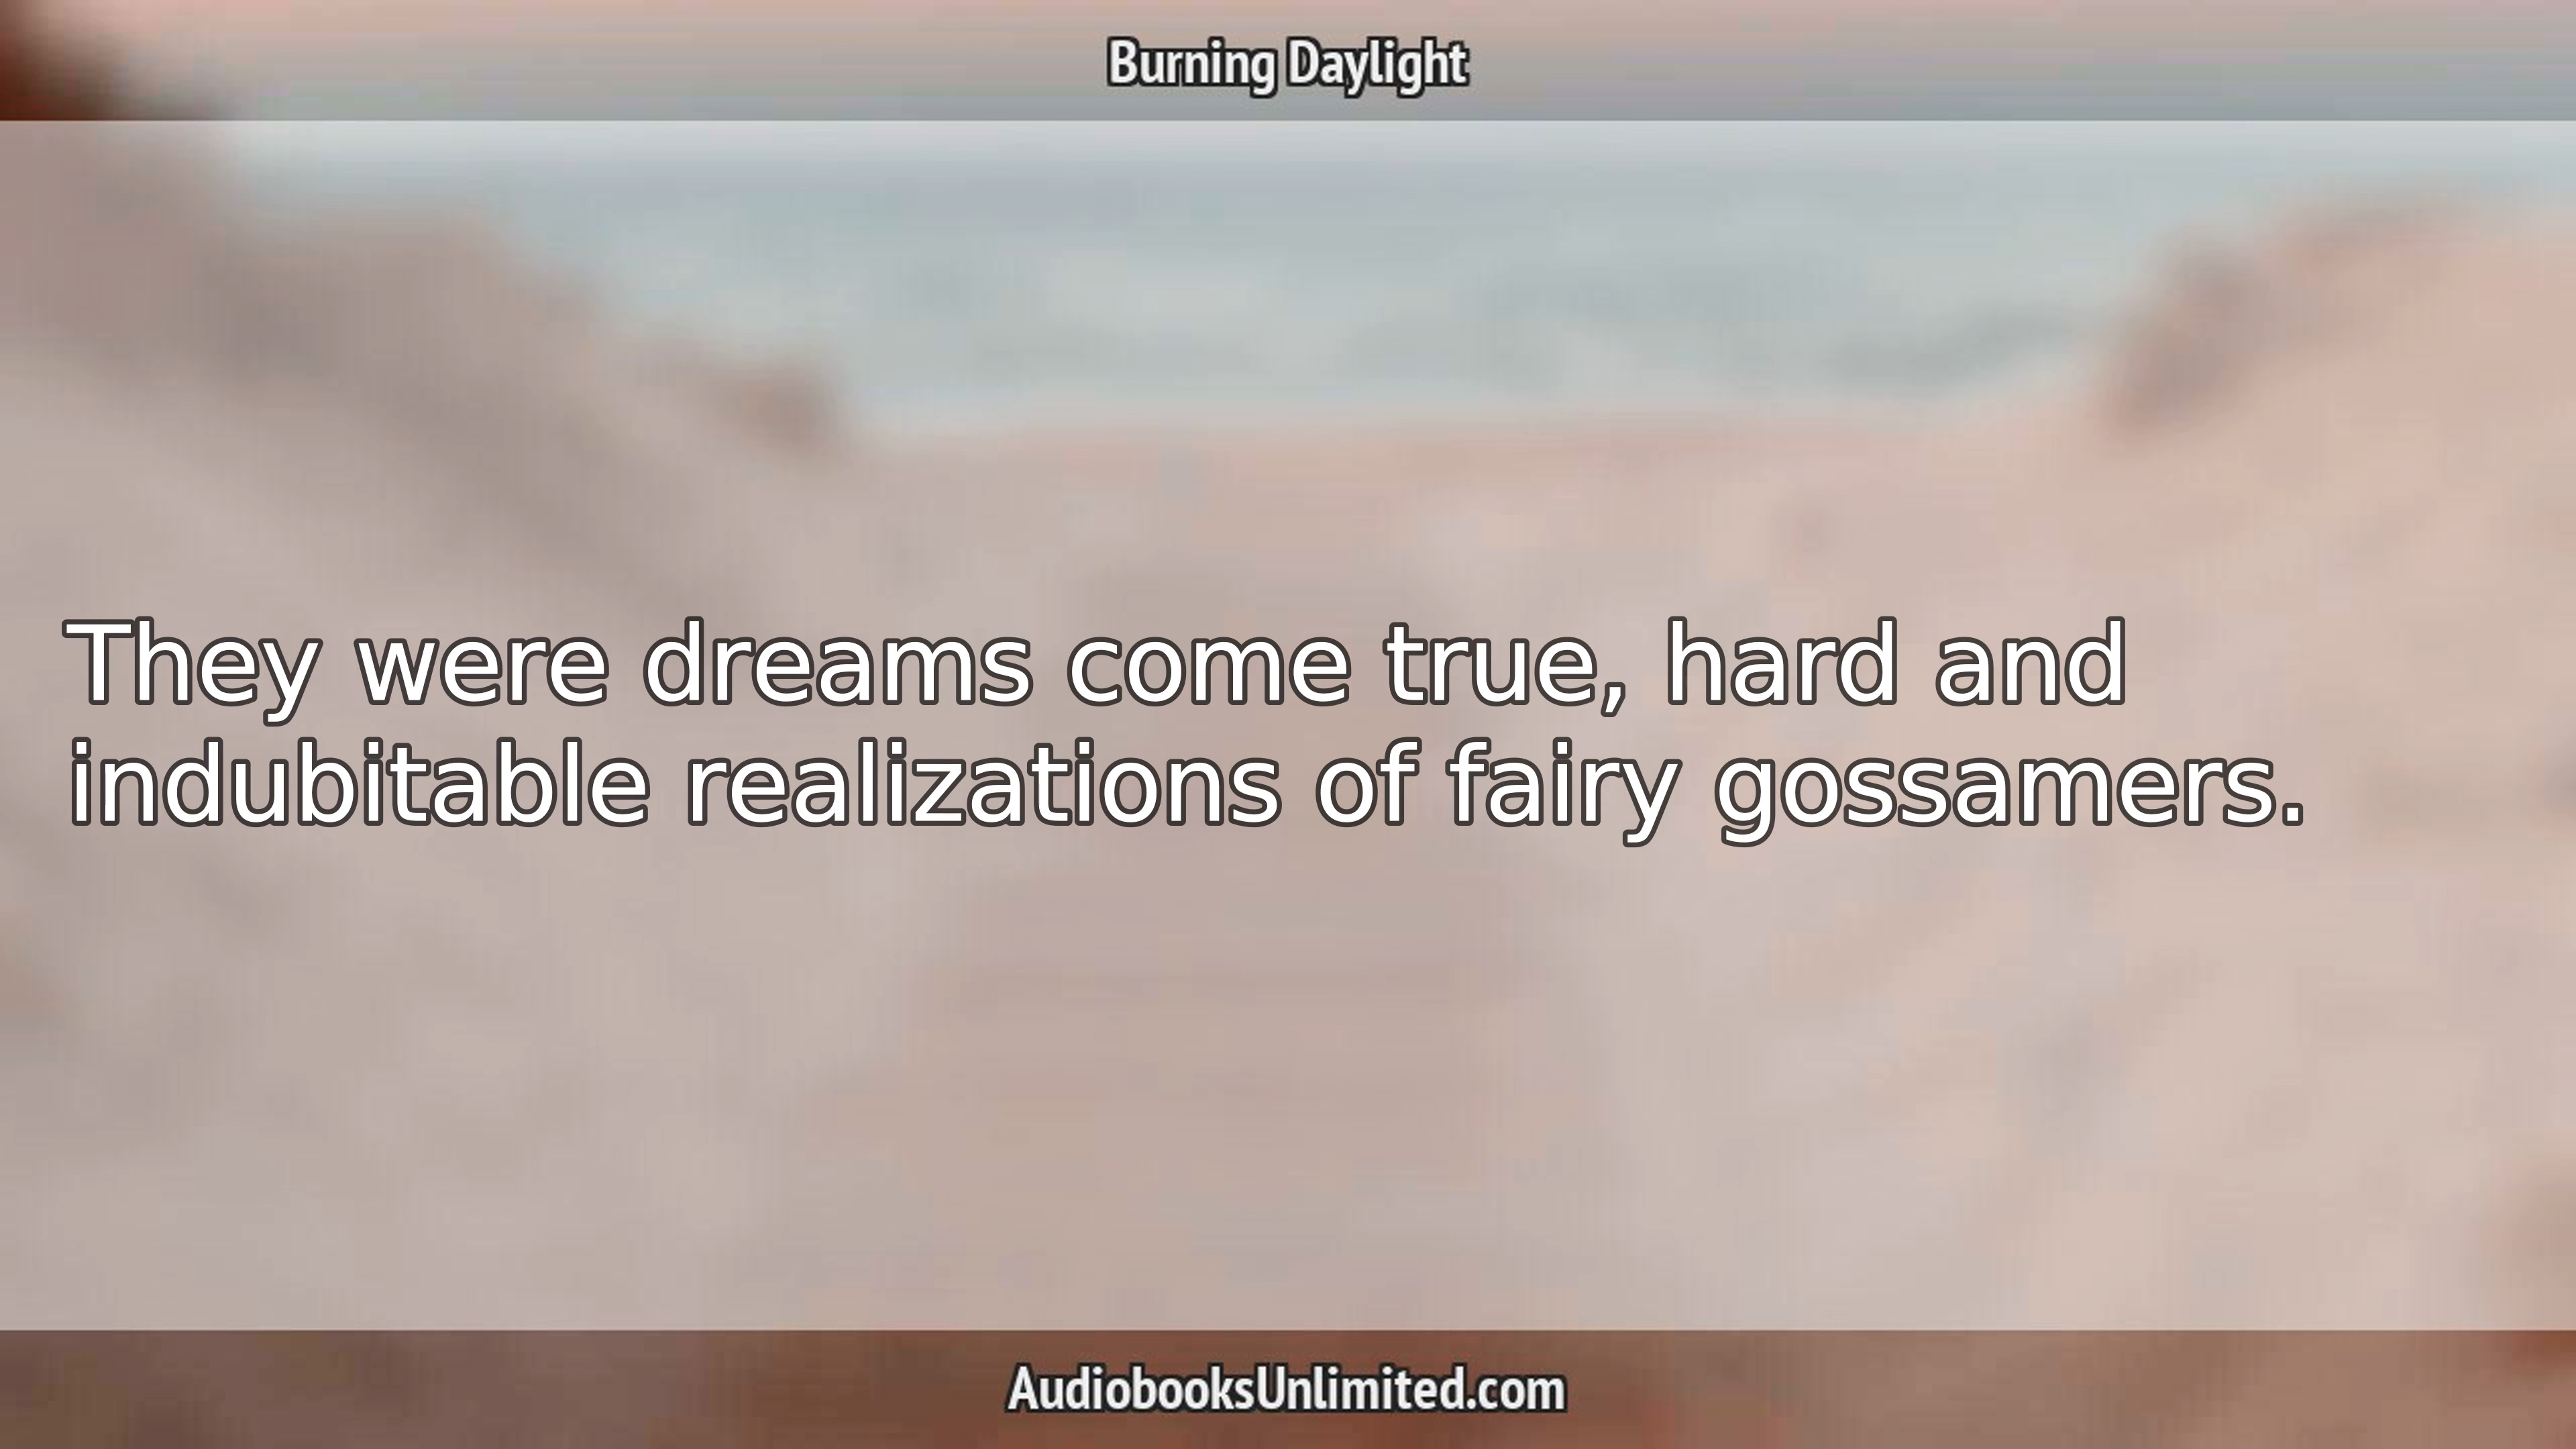 Burning Daylight
They were dreams come true, hard and
indubitable realizations of fairy gossamers.
AudiobooksUnlimited.com